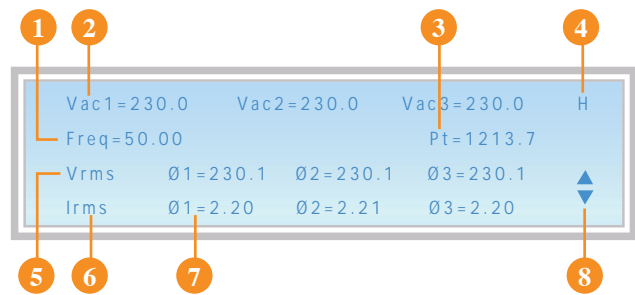 1 2 3 4
Vac1=230.0 Vac2=230.0 Vac3=230.0 H
Freq=50.00 Pt=1213.7
Vrms Ø1=230.1 Ø2=230.1 Ø3=230.1
Irms Ø1=2.20 Ø2=2.21 Ø3=2.20
5 6 7 8